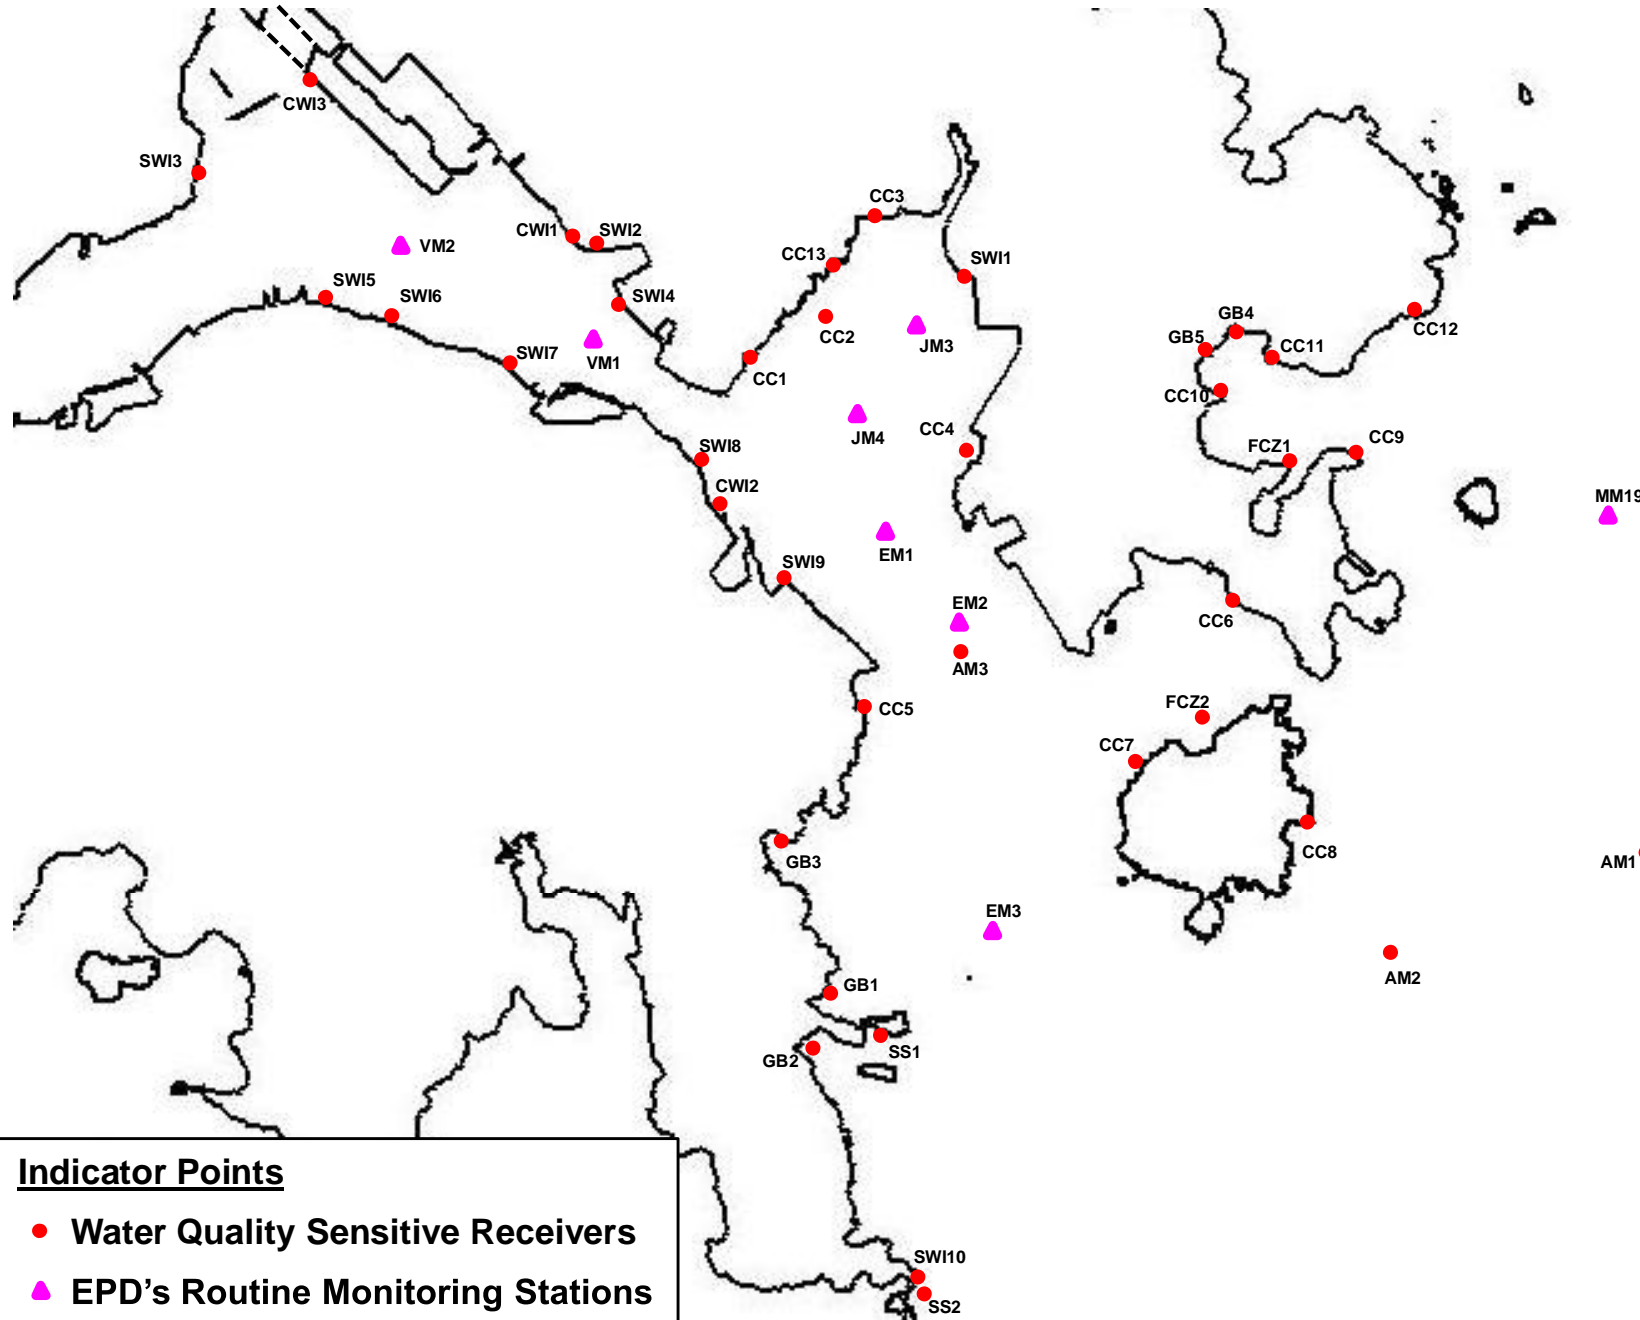 CWI3
SWI3
CC3
CWI1
SWI2
VM2
CC13
SWI1
SWI5
SWI6
SWI4
GB4
CC12
CC2
JM3
GB5
CC11
VM1
SWI7
CC1
CC10
CC4
JM4
CC9
SWI8
FCZ1
CWI2
MM19
EM1
SWI9
EM2
CC6
AM3
FCZ2
CC5
CC7
CC8
GB3
AM1
EM3
AM2
GB1
SS1
GB2
Indicator Points
Water Quality Sensitive Receivers
SWI10
EPD's Routine Monitoring Stations
SS2